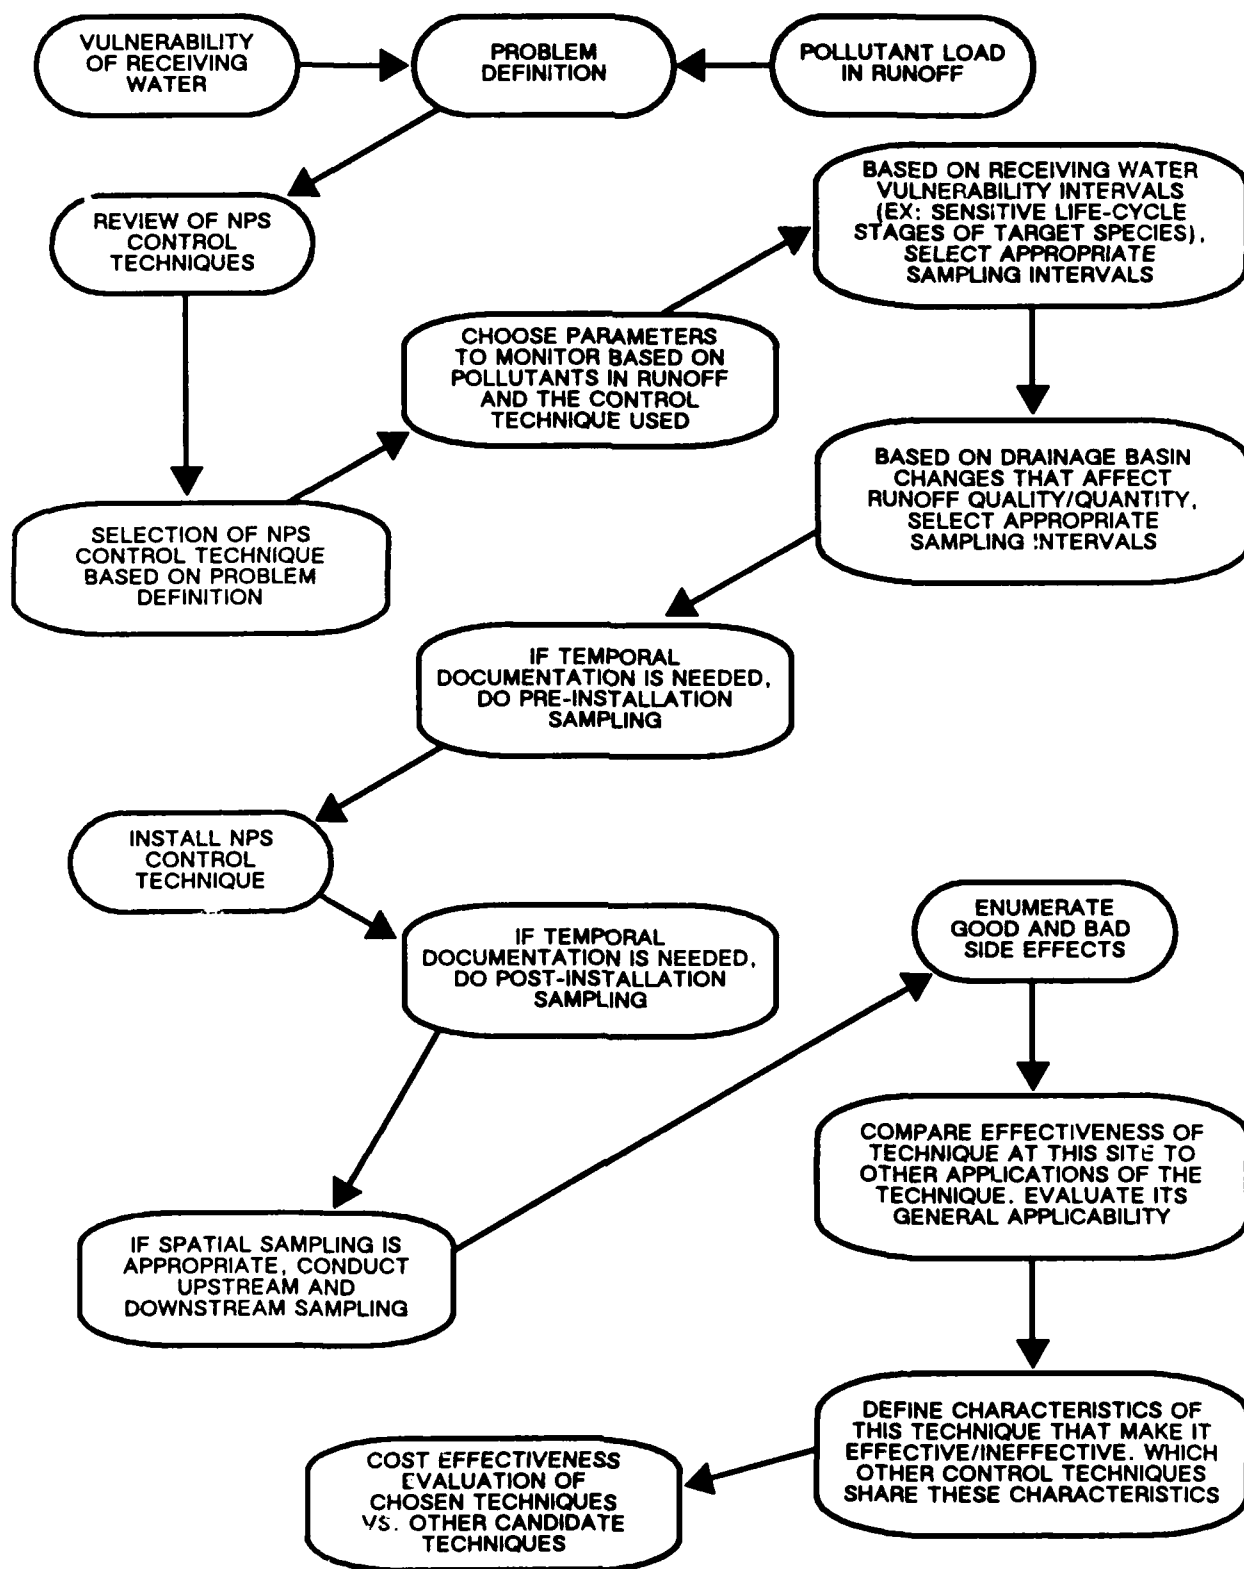 VULNERABILITY
OF RECEIVING
WATER
PROBLEM
DEFINITION
POLLUTANT LOAD
IN RUNOFF
REVIEW OF NPS
CONTROL
TECHNIQUES
SELECTION OF NPS
CONTROL TECHNIQUE
BASED ON PROBLEM
DEFINITION
CHOOSE PARAMETERS
TO MONITOR BASED ON
POLLUTANTS IN RUNOFF
AND THE CONTROL
TECHNIQUE USED
BASED ON RECEIVING WATER
VULNERABILITY INTERVALS
(EX: SENSITIVE LIFE-CYCLE
STAGES OF TARGET SPECIES),
SELECT APPROPRIATE
SAMPLING INTERVALS
BASED ON DRAINAGE BASIN
CHANGES THAT AFFECT
RUNOFF QUALITY/QUANTITY,
SELECT APPROPRIATE
SAMPLING INTERVALS
IF TEMPORAL
DOCUMENTATION IS NEEDED,
DO PRE-INSTALLATION
SAMPLING
INSTALL NPS
CONTROL
TECHNIQUE
IF TEMPORAL
DOCUMENTATION IS NEEDED,
DO POST-INSTALLATION
SAMPLING
IF SPATIAL SAMPLING IS
APPROPRIATE, CONDUCT
UPSTREAM AND
DOWNSTREAM SAMPLING
ENUMERATE
GOOD AND BAD
SIDE EFFECTS
COMPARE EFFECTIVENESS OF
TECHNIQUE AT THIS SITE TO
OTHER APPLICATIONS OF THE
TECHNIQUE. EVALUATE ITS
GENERAL APPLICABILITY
DEFINE CHARACTERISTICS OF
THIS TECHNIQUE THAT MAKE IT
EFFECTIVE/INEFFECTIVE. WHICH
OTHER CONTROL TECHNIQUES
SHARE THESE CHARACTERISTICS
COST EFFECTIVENESS
EVALUATION OF
CHOSEN TECHNIQUES
VS. OTHER CANDIDATE
TECHNIQUES